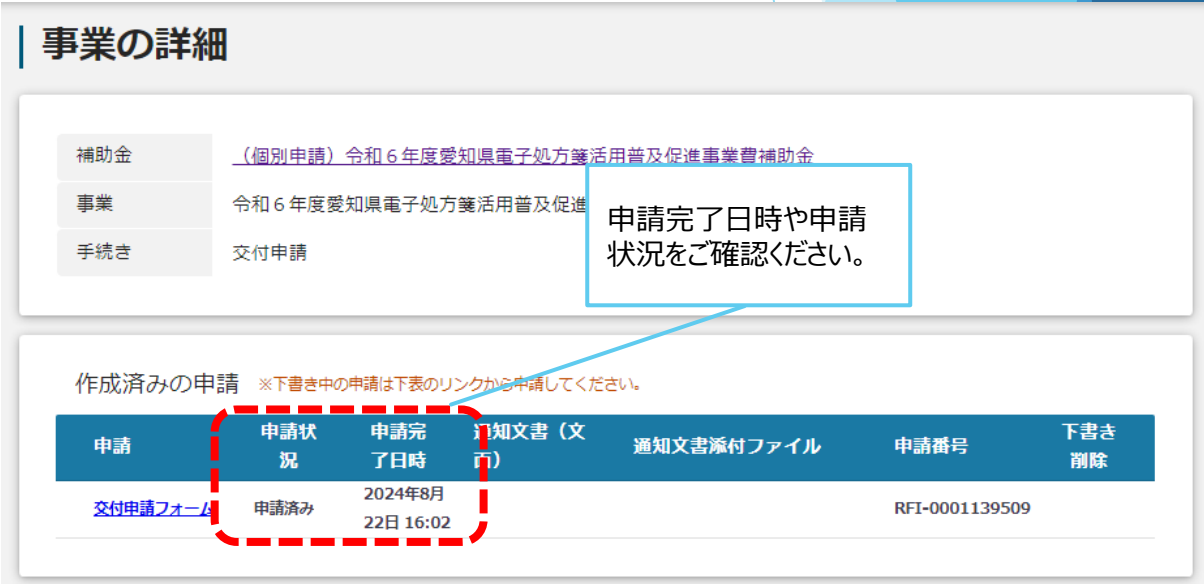 事業の詳細
補助金
（個別申請）令和６年度愛知県電子処方箋活用普及促進事業費補助金
事業
令和６年度愛知県電子処方箋活用普及促進
手続き
交付申請
申請完了日時や申請
状況をご確認ください。
作成済みの申請 ※下書き中の申請は下表のリンクから申請してください。
申請 申請状況 申請完了日時 通知文書（文面） 通知文書添付ファイル 申請番号 下書き削除
交付申請フォーム 申請済み 2024年8月22日 16:02 RFI-0001139509